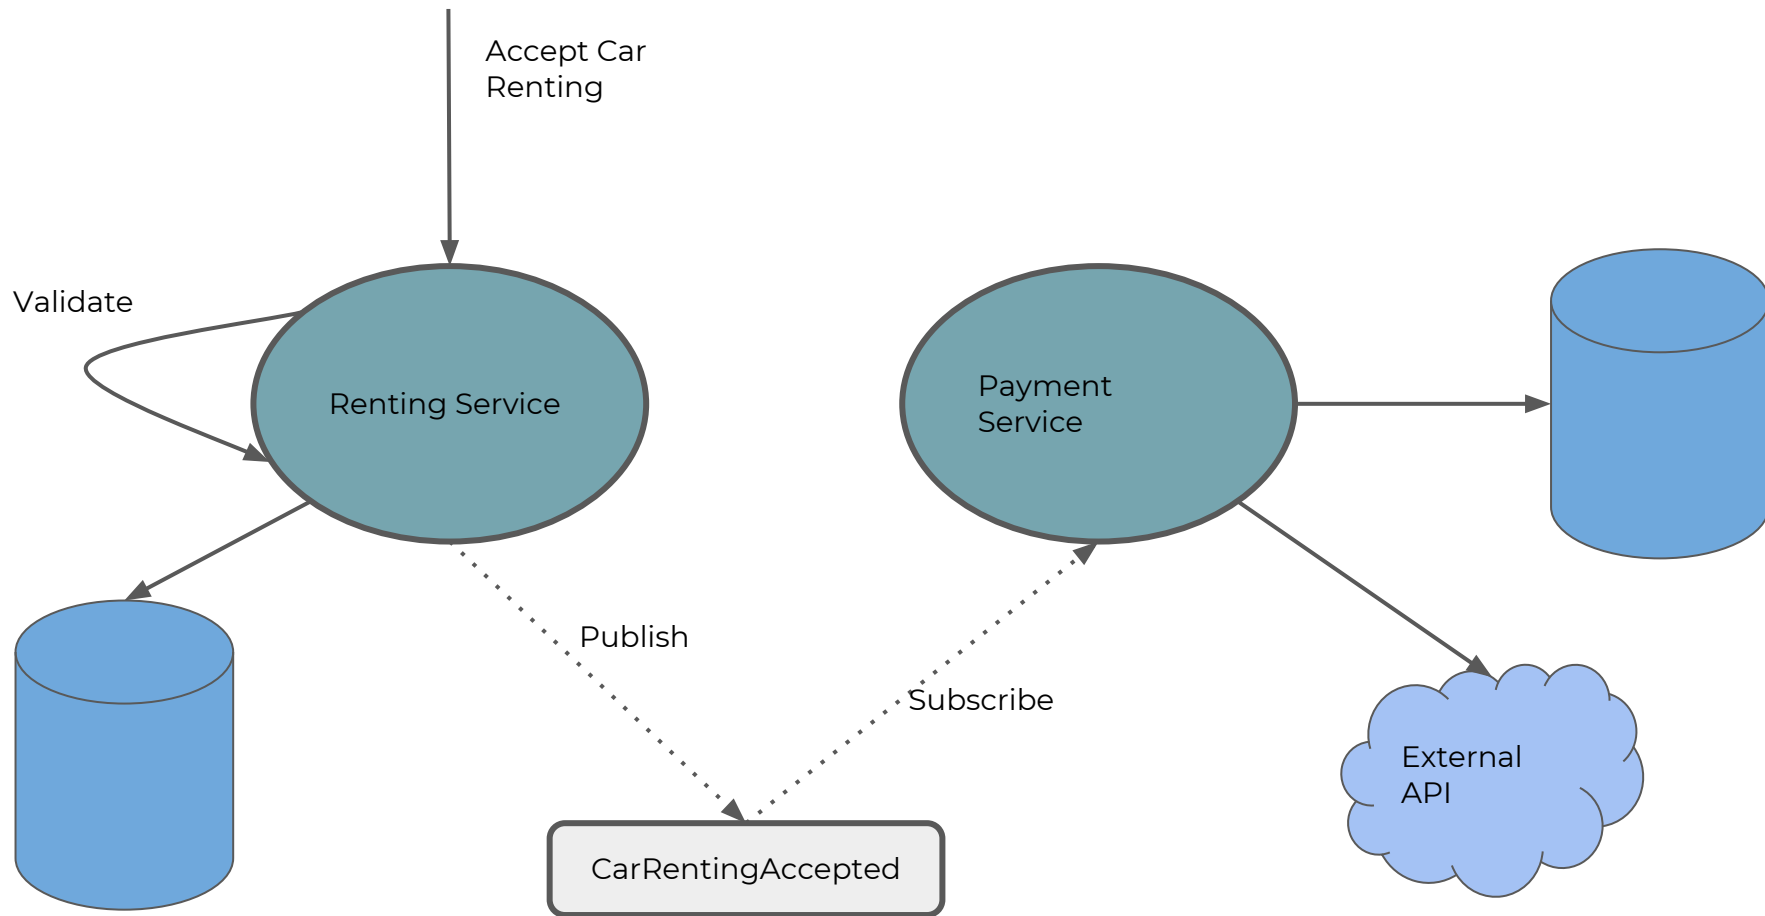 Accept Car
Renting
Validate
Renting Service
Payment
Service
Publish
Subscribe
External
API
CarRentingAccepted